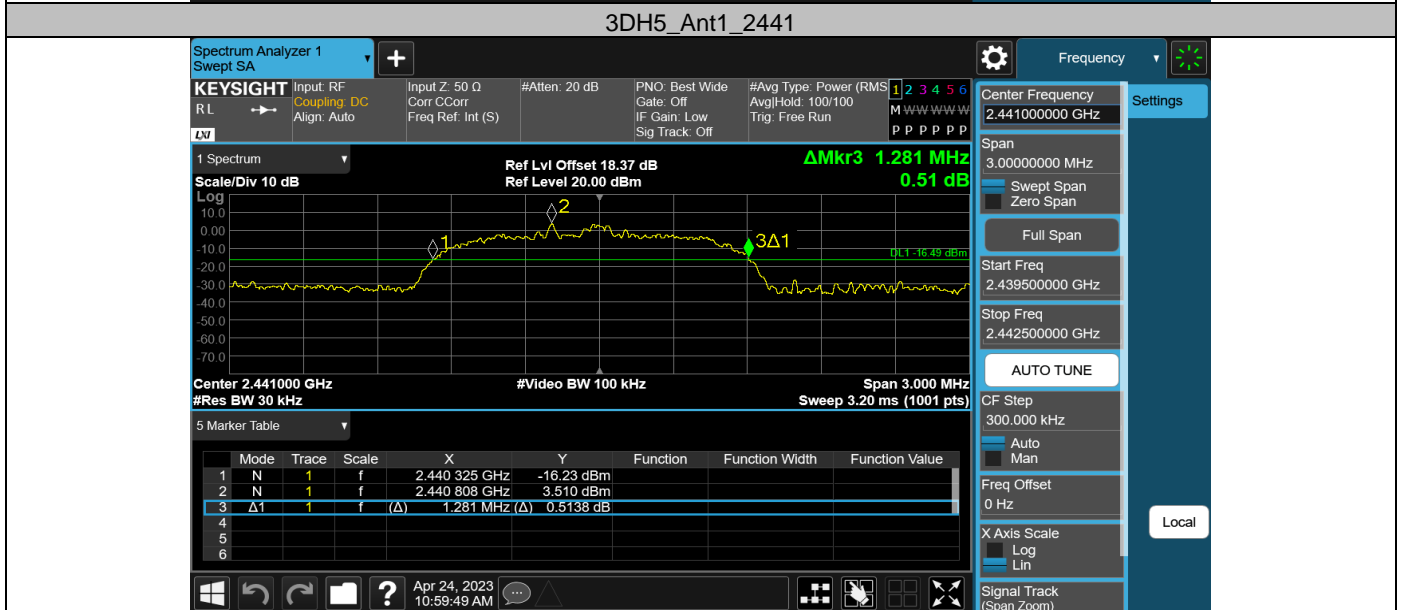 3DH5_Ant1_2441
Spectrum Analyzer 1
Swept SA
+
Frequency
KEYSIGHT
RL
LXI
Input: RF
Coupling: DC
Align: Auto
Input Z: 50 Ω
Corr CCorr
Freq Ref: Int (S)
#Atten: 20 dB
PNO: Best Wide
Gate: Off
IF Gain: Low
Sig Track: Off
#Avg Type: Power (RMS
Avg|Hold: 100/100
Trig: Free Run
1 2 3 4 5 6
M W W W W W
P P P P P P
1 Spectrum
Scale/Div 10 dB
Ref Lvl Offset 18.37 dB
Ref Level 20.00 dBm
ΔMkr3 1.281 MHz
0.51 dB
Log
10.0
0.00
-10.0
-20.0
-30.0
-40.0
-50.0
-60.0
-70.0
1
2
3Δ1
DL1 -16.49 dBm
Center 2.441000 GHz
#Video BW 100 kHz
Span 3.000 MHz
#Res BW 30 kHz
Sweep 3.20 ms (1001 pts)
5 Marker Table
Mode Trace Scale X Y Function Function Width Function Value
1 N 1 f 2.440 325 GHz -16.23 dBm
2 N 1 f 2.440 808 GHz 3.510 dBm
3 Δ1 1 f (Δ) 1.281 MHz (Δ) 0.5138 dB
4
5
6
?
Apr 24, 2023
10:59:49 AM
Center Frequency
2.441000000 GHz
Span
3.00000000 MHz
Swept Span
Zero Span
Full Span
Start Freq
2.439500000 GHz
Stop Freq
2.442500000 GHz
AUTO TUNE
CF Step
300.000 kHz
Auto
Man
Freq Offset
0 Hz
X Axis Scale
Log
Lin
Signal Track
(Span Zoom)
Settings
Local